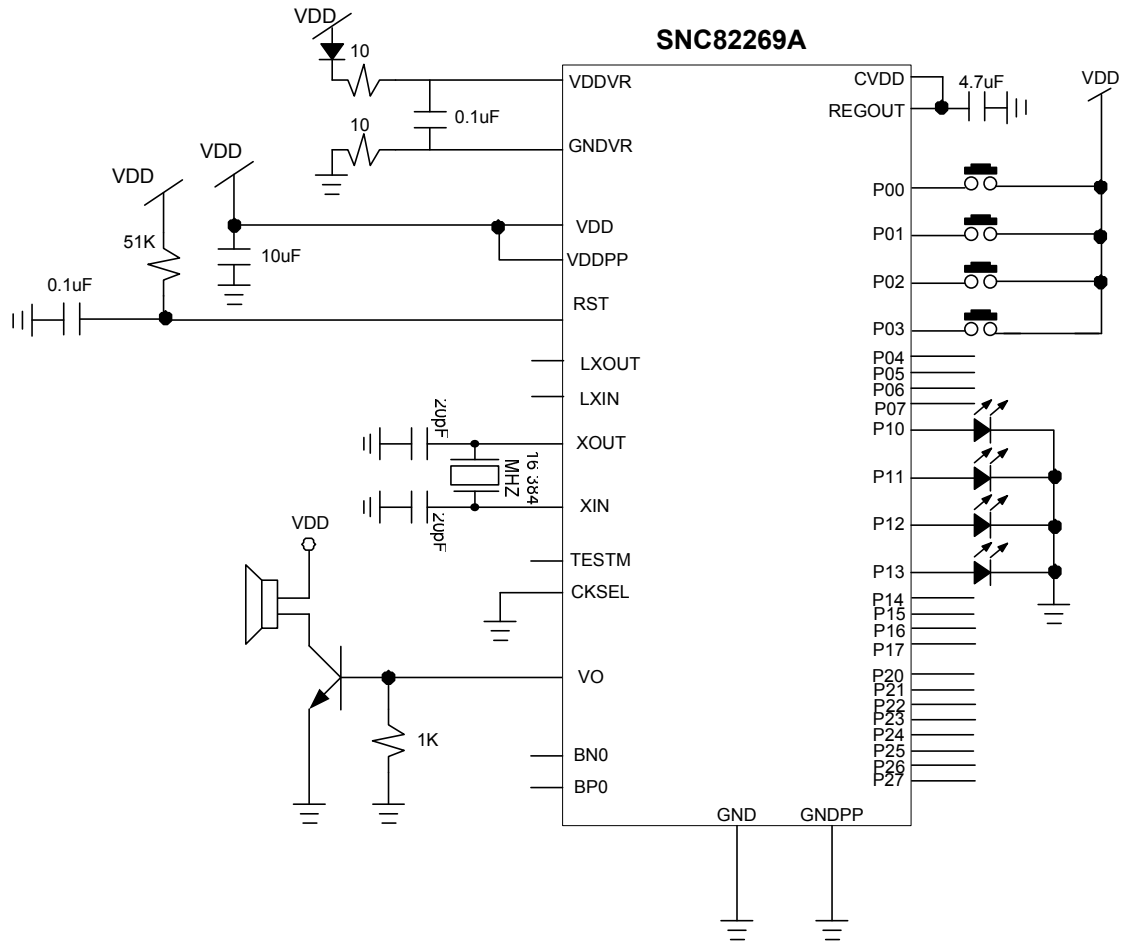 SNC82269A
VDD
10
VDDVR
0.1uF
10
GNDVR
VDD
VDD
VDD
51K
10uF
VDDPP
0.1uF
RST
LXOUT
LXIN
20pF
XOUT
16.384
MHZ
XIN
20pF
VDD
TESTM
CKSEL
VO
1K
BN0
BP0
GND
GNDPP
CVDD
4.7uF
VDD
REGOUT
P00
P01
P02
P03
P04
P05
P06
P07
P10
P11
P12
P13
P14
P15
P16
P17
P20
P21
P22
P23
P24
P25
P26
P27